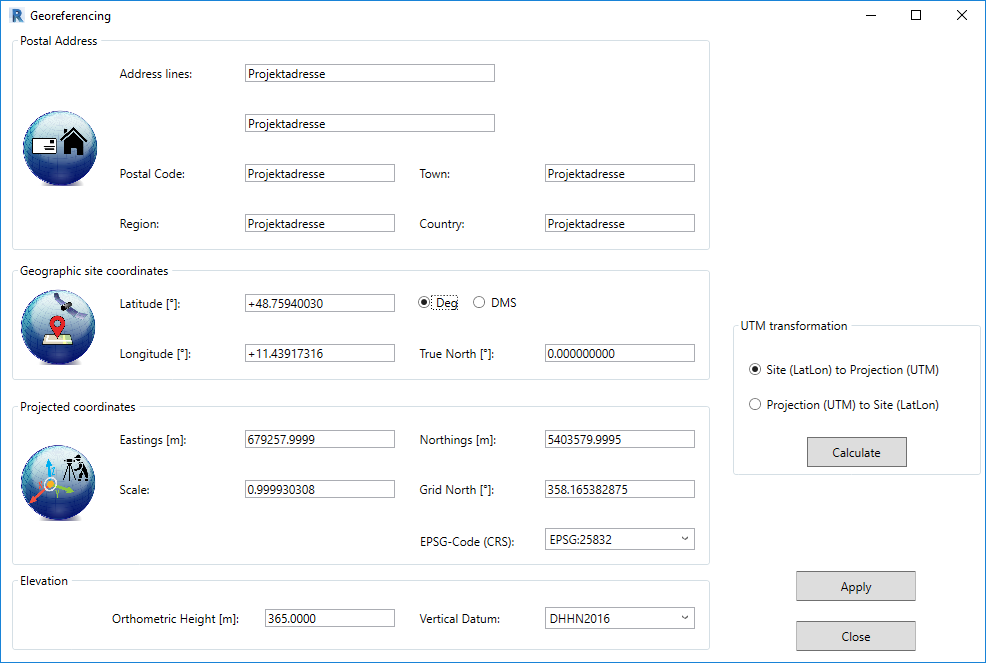 Georeferencing
Postal Address
Address lines: Projektadresse
Projektadresse
Postal Code: Projektadresse Town: Projektadresse
Region: Projektadresse Country: Projektadresse
Geographic site coordinates
Latitude [°]: +48.75940030 Deg DMS
Longitude [°]: +11.43917316 True North [°]: 0.000000000
UTM transformation
Site (LatLon) to Projection (UTM)
Projection (UTM) to Site (LatLon)
Calculate
Projected coordinates
Eastings [m]: 679257.9999 Northings [m]: 5403579.9995
Scale: 0.999930308 Grid North [°]: 358.165382875
EPSG-Code (CRS): EPSG:25832
Elevation
Orthometric Height [m]: 365.0000 Vertical Datum: DHHN2016
Apply
Close